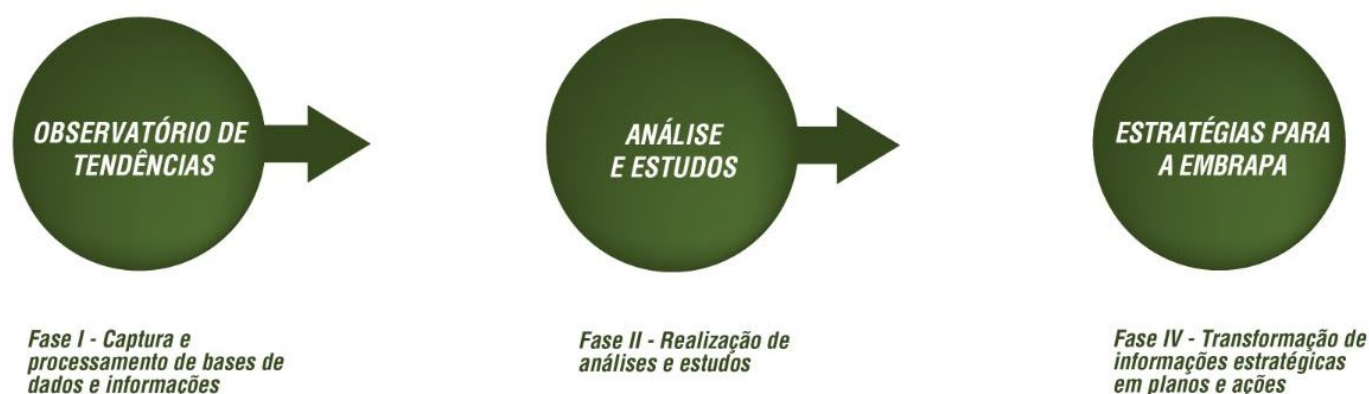 OBSERVATÓRIO DE
TENDÊNCIAS
ANÁLISE
E ESTUDOS
ESTRATÉGIAS PARA
A EMBRAPA
Fase I - Captura e
processamento de bases de
dados e informações
Fase II - Realização de
análises e estudos
Fase IV - Transformação de
informações estratégicas
em planos e ações